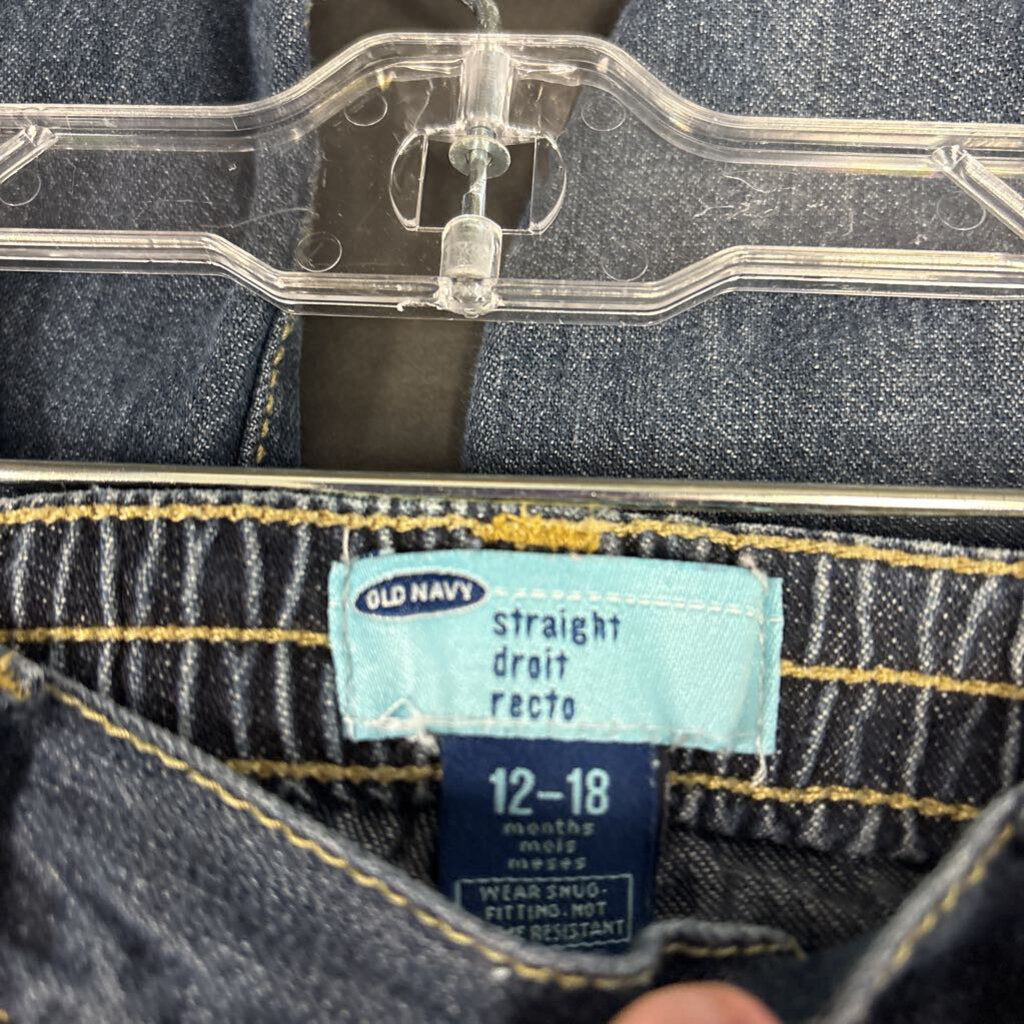 OLD NAVY
straight
droit
recto
12-18
months
mois
meses
WEAR SNUG-
FITTING. NOT
RESISTANT